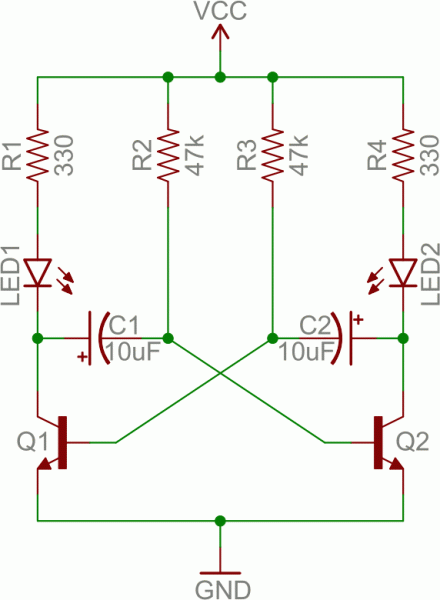 VCC
R1 330 R2 47k R3 47k R4 330
LED1 LED2
C1 C2
+ 10uF 10uF +
Q1 Q2
GND